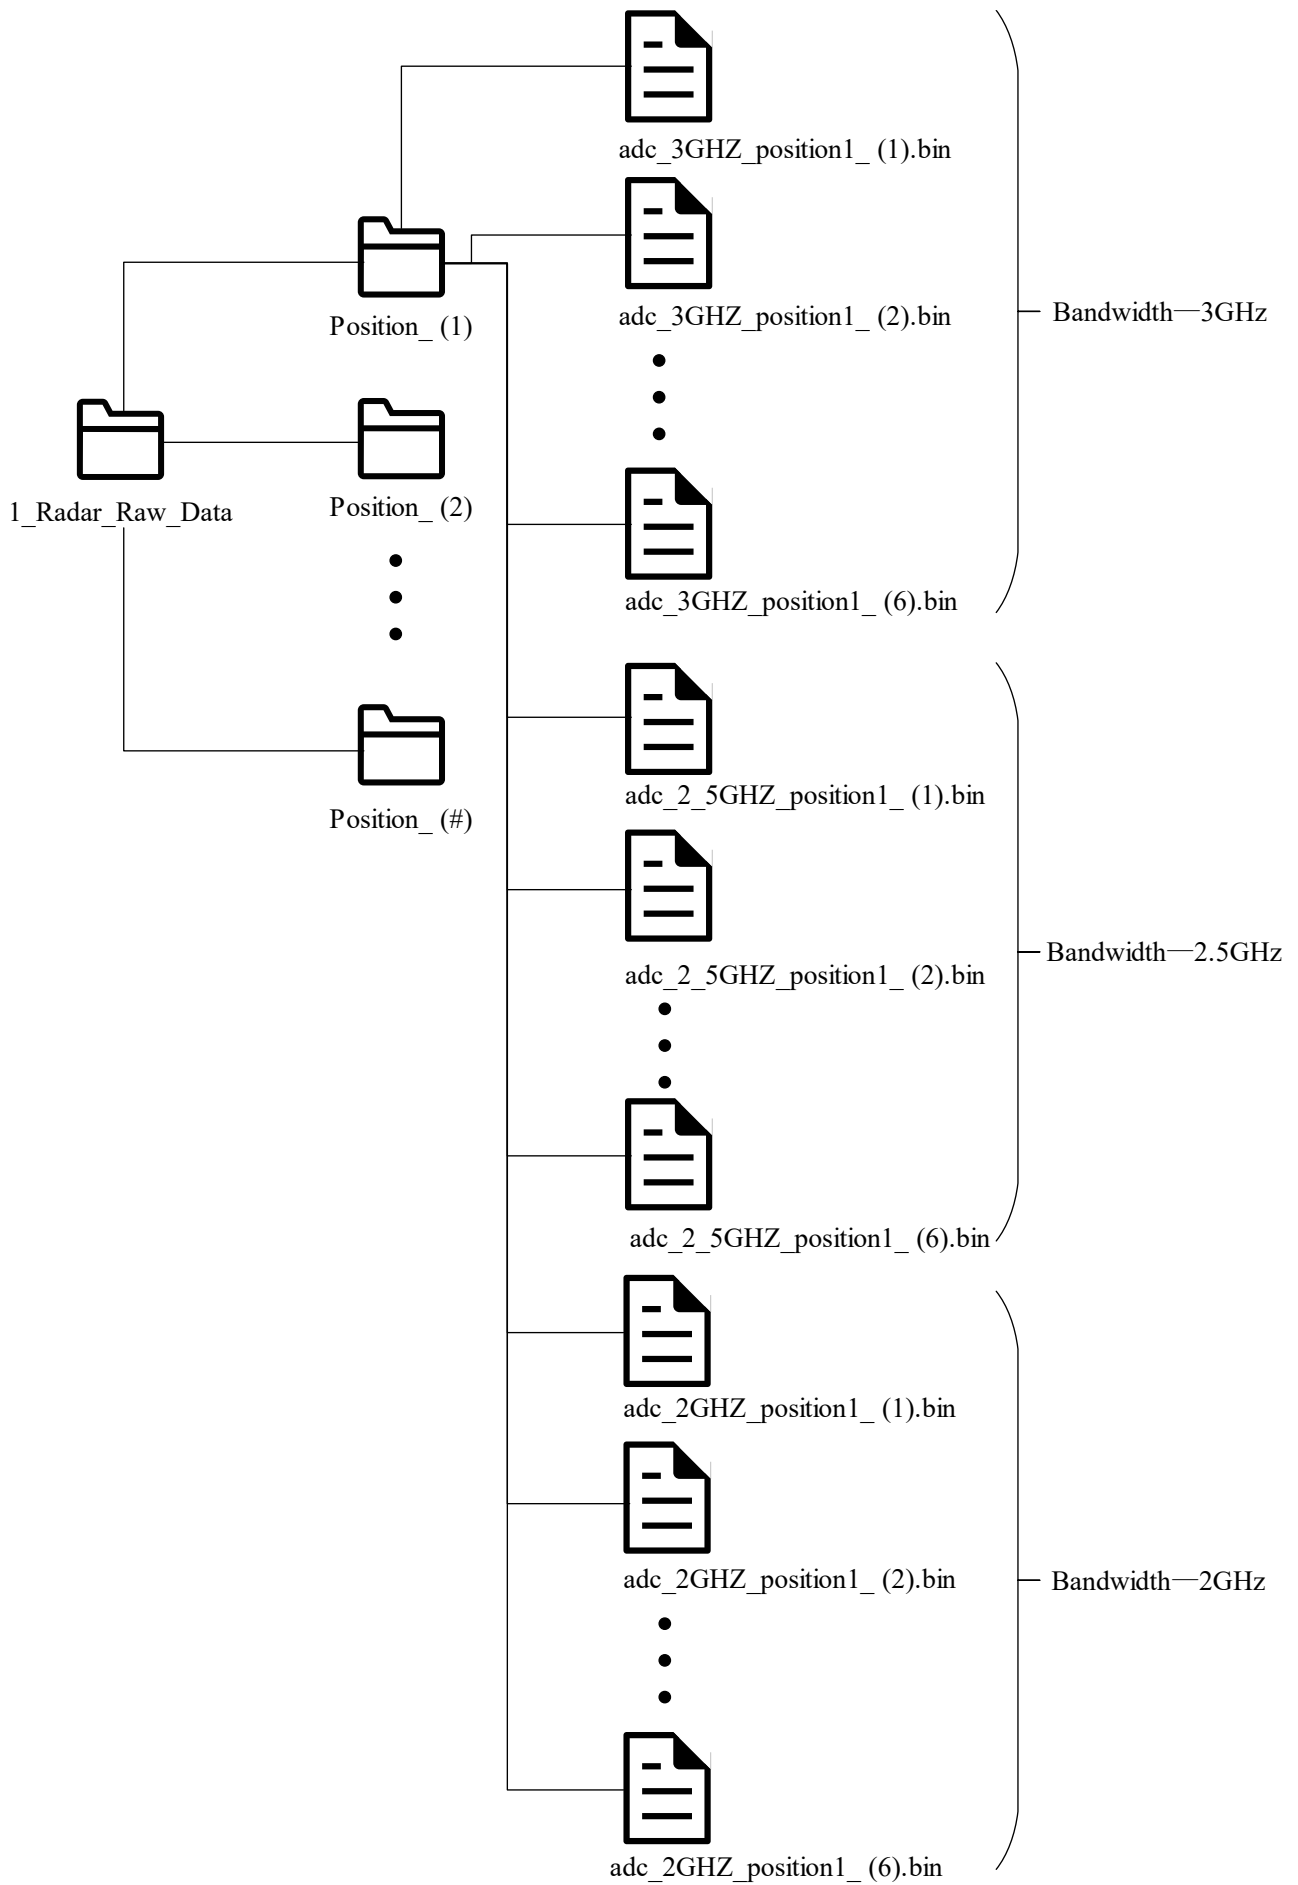 adc_3GHZ_position1_ (1).bin
adc_3GHZ_position1_ (2).bin
Bandwidth—3GHz
Position_ (1)
1_Radar_Raw_Data
Position_ (2)
adc_3GHZ_position1_ (6).bin
adc_2_5GHZ_position1_ (1).bin
Position_ (#)
adc_2_5GHZ_position1_ (2).bin
Bandwidth—2.5GHz
adc_2_5GHZ_position1_ (6).bin
adc_2GHZ_position1_ (1).bin
adc_2GHZ_position1_ (2).bin
Bandwidth—2GHz
adc_2GHZ_position1_ (6).bin